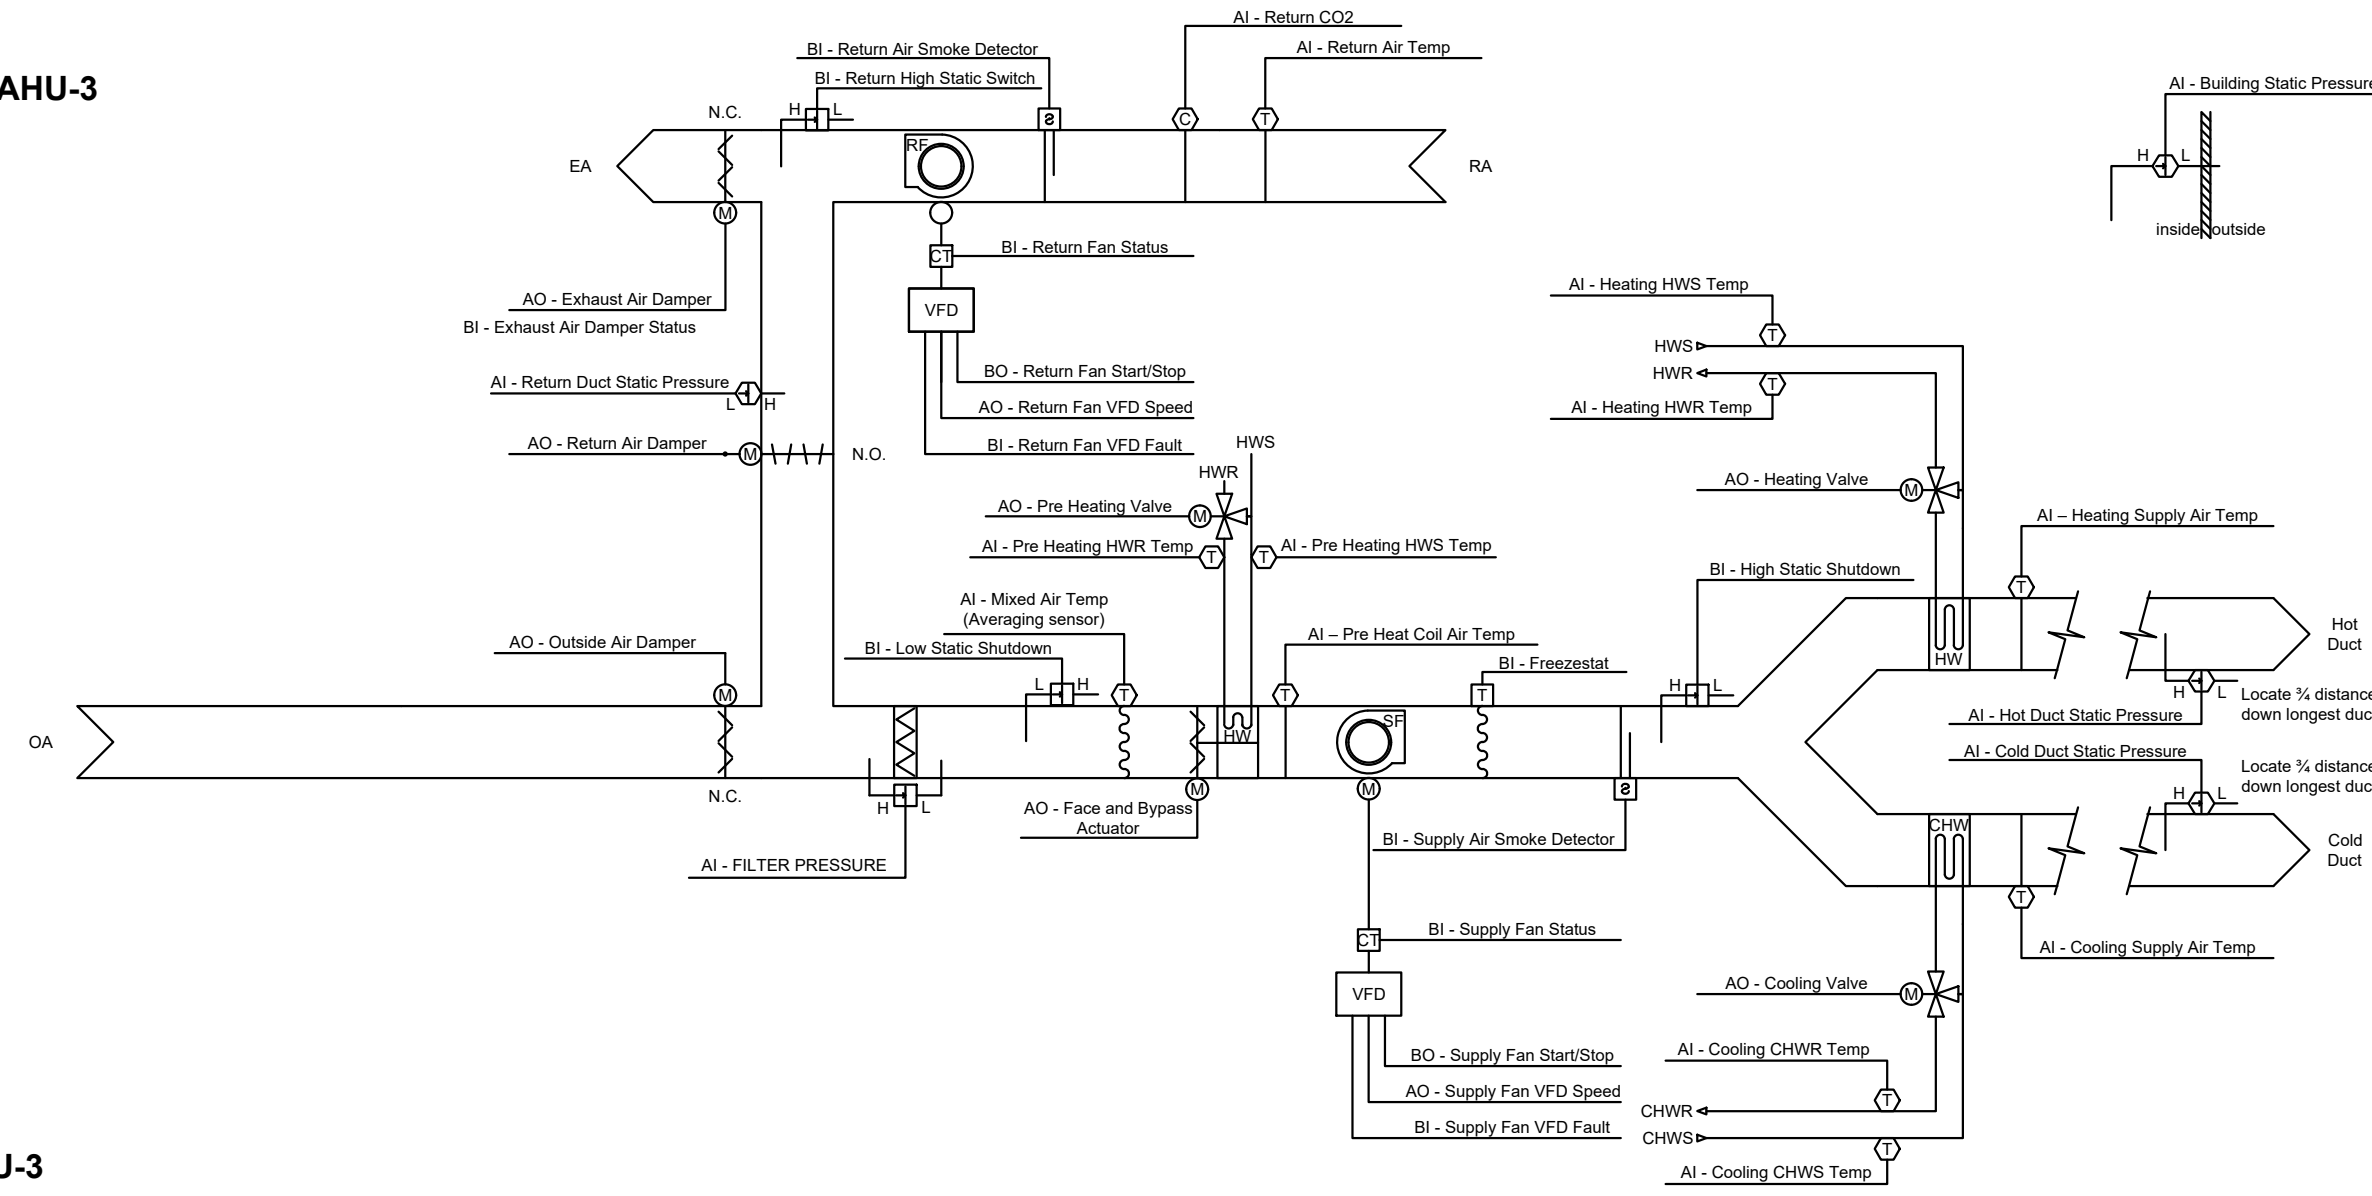 AI - Return CO2
BI - Return Air Smoke Detector
AI - Return Air Temp
BI - Return High Static Switch
AHU-3
AI - Building Static Pressure
N.C.
H
L
S
C
T
RF
EA
RA
H
L
M
inside
outside
CT
BI - Return Fan Status
AO - Exhaust Air Damper
BI - Exhaust Air Damper Status
VFD
AI - Heating HWS Temp
T
HWS
HWR
T
AI - Heating HWR Temp
BO - Return Fan Start/Stop
AO - Return Fan VFD Speed
BI - Return Fan VFD Fault
AI - Return Duct Static Pressure
L
H
AO - Return Air Damper
M
N.O.
HWS
HWR
AO - Pre Heating Valve
M
AI - Pre Heating HWR Temp
T
T
AI - Pre Heating HWS Temp
AO - Heating Valve
M
AI – Heating Supply Air Temp
T
BI - High Static Shutdown
AI - Mixed Air Temp
(Averaging sensor)
BI - Low Static Shutdown
AI – Pre Heat Coil Air Temp
BI - Freezestat
AO - Outside Air Damper
M
L
H
T
T
T
H
L
HW
Hot
Duct
H
L
Locate ¾ distance
down longest duc
AI - Hot Duct Static Pressure
OA
HW
SF
AI - Cold Duct Static Pressure
Locate ¾ distance
down longest duc
H
L
N.C.
H
L
M
M
S
AO - Face and Bypass
Actuator
BI - Supply Air Smoke Detector
AI - FILTER PRESSURE
CHW
Cold
Duct
T
AI - Cooling Supply Air Temp
CT
BI - Supply Fan Status
VFD
AO - Cooling Valve
M
BO - Supply Fan Start/Stop
AO - Supply Fan VFD Speed
BI - Supply Fan VFD Fault
AI - Cooling CHWR Temp
T
CHWR
CHWS
T
AI - Cooling CHWS Temp
U-3